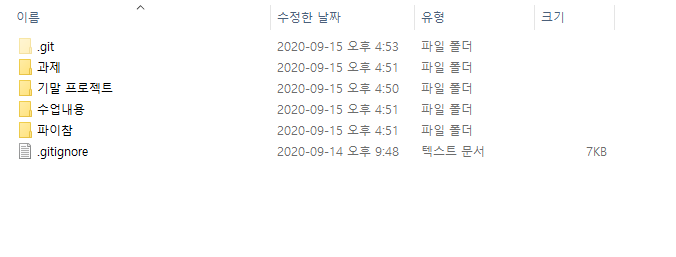 이름 수정한 날짜 유형 크기
.git 2020-09-15 오후 4:53 파일 폴더
과제 2020-09-15 오후 4:51 파일 폴더
기말 프로젝트 2020-09-15 오후 4:50 파일 폴더
수업내용 2020-09-15 오후 4:51 파일 폴더
파이참 2020-09-15 오후 4:51 파일 폴더
.gitignore 2020-09-14 오후 9:48 텍스트 문서 7KB